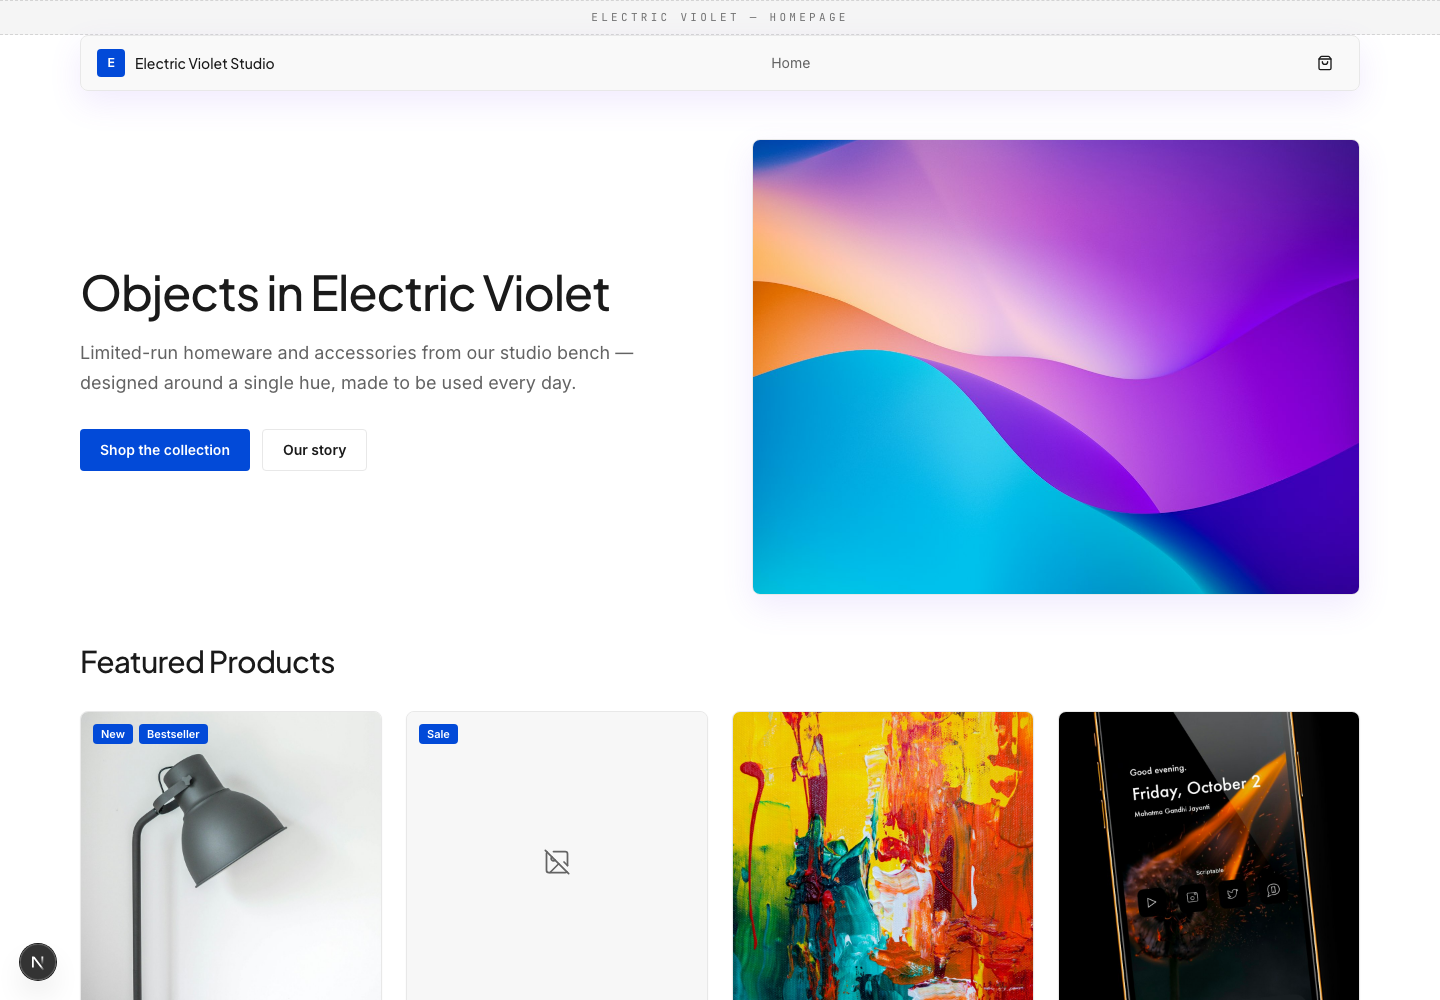 ELECTRIC VIOLET — HOMEPAGE
E
Electric Violet Studio
Home
Objects in Electric Violet
Limited-run homeware and accessories from our studio bench —
designed around a single hue, made to be used every day.
Shop the collection
Our story
Featured Products
New
Bestseller
Sale
Good evening.
Friday, October 2
Mahatma Gandhi Jayanti
Scriptable
N